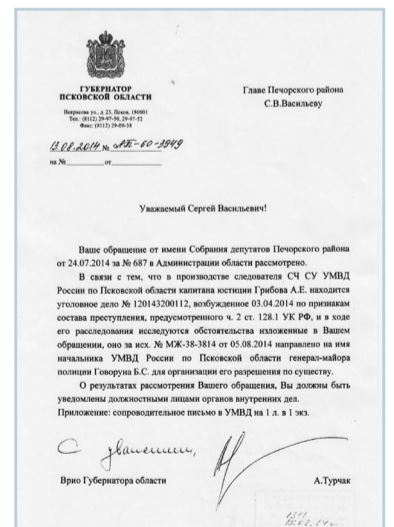 ГУБЕРНАТОР
ПСКОВСКОЙ ОБЛАСТИ
Некрасова ул., д. 23, Псков, 180001
Тел.: (8112) 29-97-50, 29-97-52
Факс: (8112) 29-09-38
13.08.2014 № АП-60-3949
на № от
Главе Печорского района
С.В.Васильеву
Уважаемый Сергей Васильевич!
Ваше обращение от имени Собрания депутатов Печорского района
от 24.07.2014 за № 687 в Администрации области рассмотрено.
В связи с тем, что в производстве следователя СЧ СУ УМВД
России по Псковской области капитана юстиции Грибова А.Е. находится
уголовное дело № 120143200112, возбужденное 03.04.2014 по признакам
состава преступления, предусмотренного ч. 2 ст. 128.1 УК РФ, и в ходе
его расследования исследуются обстоятельства изложенные в Вашем
обращении, оно за исх. № МЖ-38-3814 от 05.08.2014 направлено на имя
начальника УМВД России по Псковской области генерал-майора
полиции Говоруна Б.С. для организации его разрешения по существу.
О результатах рассмотрения Вашего обращения, Вы должны быть
уведомлены должностными лицами органов внутренних дел.
Приложение: сопроводительное письмо в УМВД на 1 л. в 1 экз.
С уважением,
Врио Губернатора области
А.Турчак